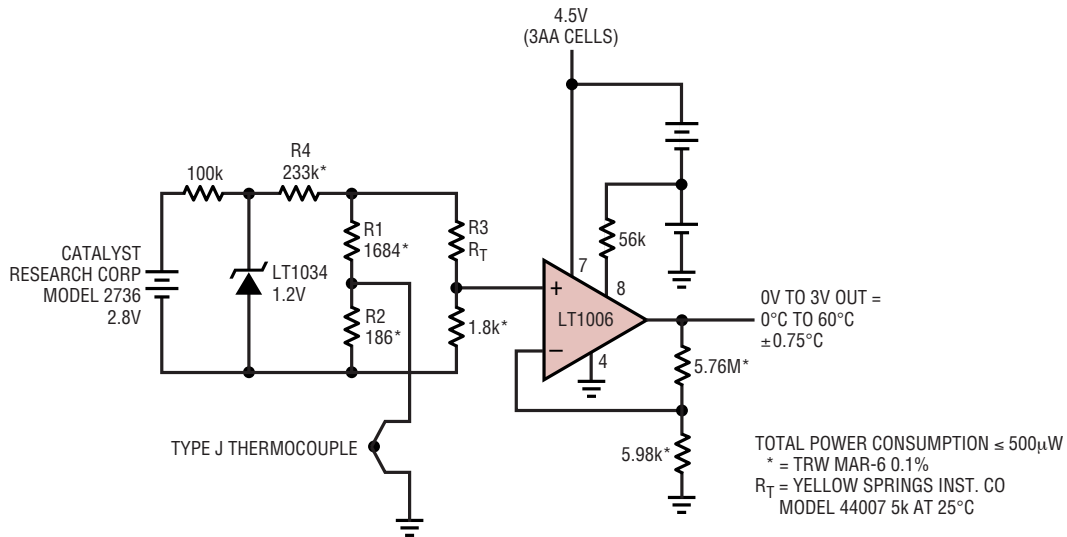 4.5V
(3AA CELLS)
R4
233k*
100k
R1
1684*
R3
RT
56k
CATALYST
RESEARCH CORP
MODEL 2736
2.8V
LT1034
1.2V
R2
186*
1.8k*
7
+
8
LT1006
–
4
0V TO 3V OUT =
0°C TO 60°C
±0.75°C
5.76M*
TYPE J THERMOCOUPLE
5.98k*
TOTAL POWER CONSUMPTION ≤ 500µW
* = TRW MAR-6 0.1%
RT = YELLOW SPRINGS INST. CO
MODEL 44007 5k AT 25°C